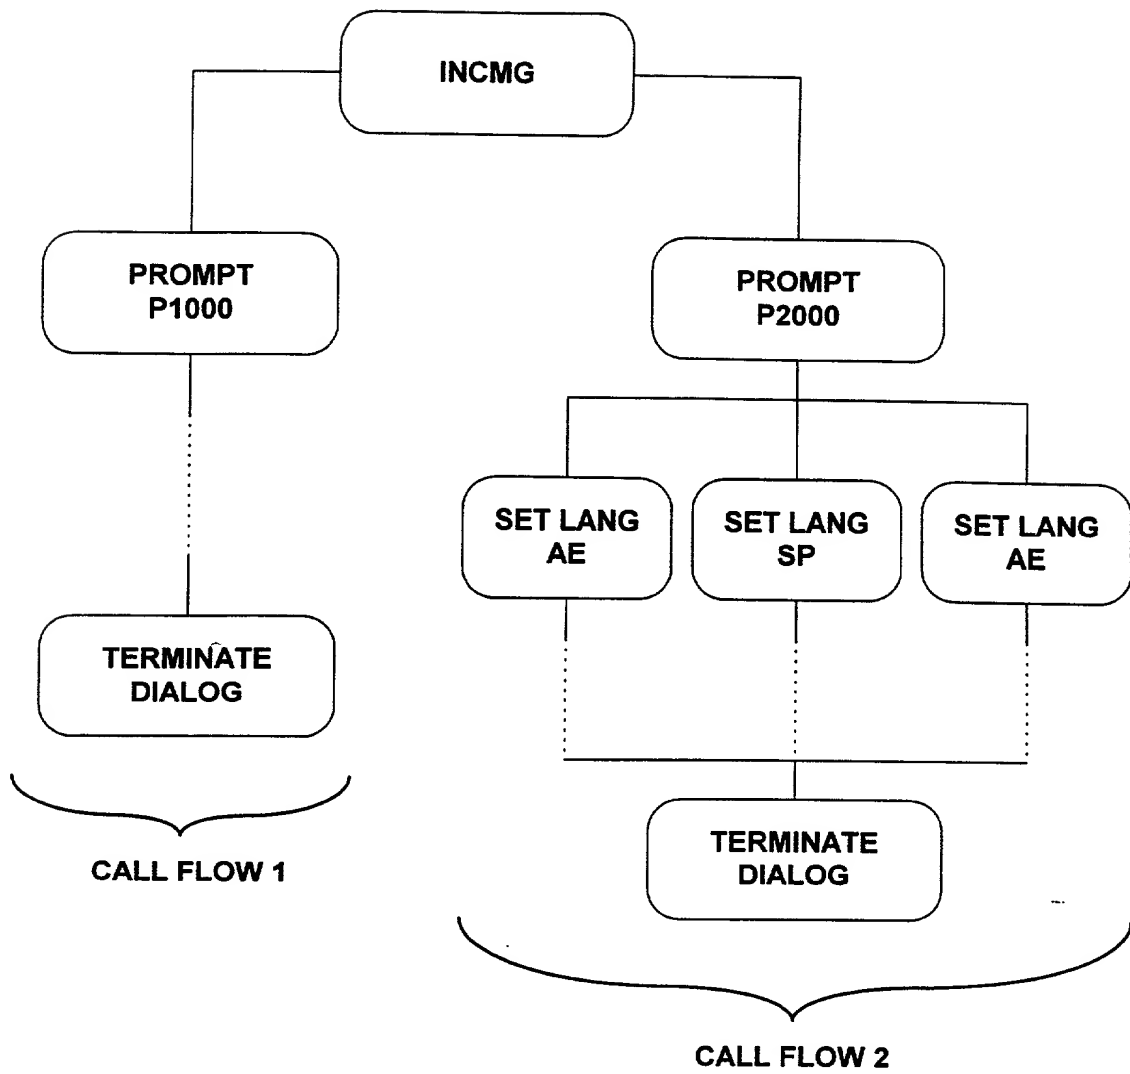 INCMG
PROMPT
P1000
PROMPT
P2000
SET LANG
AE
SET LANG
SP
SET LANG
AE
TERMINATE
DIALOG
CALL FLOW 1
TERMINATE
DIALOG
CALL FLOW 2